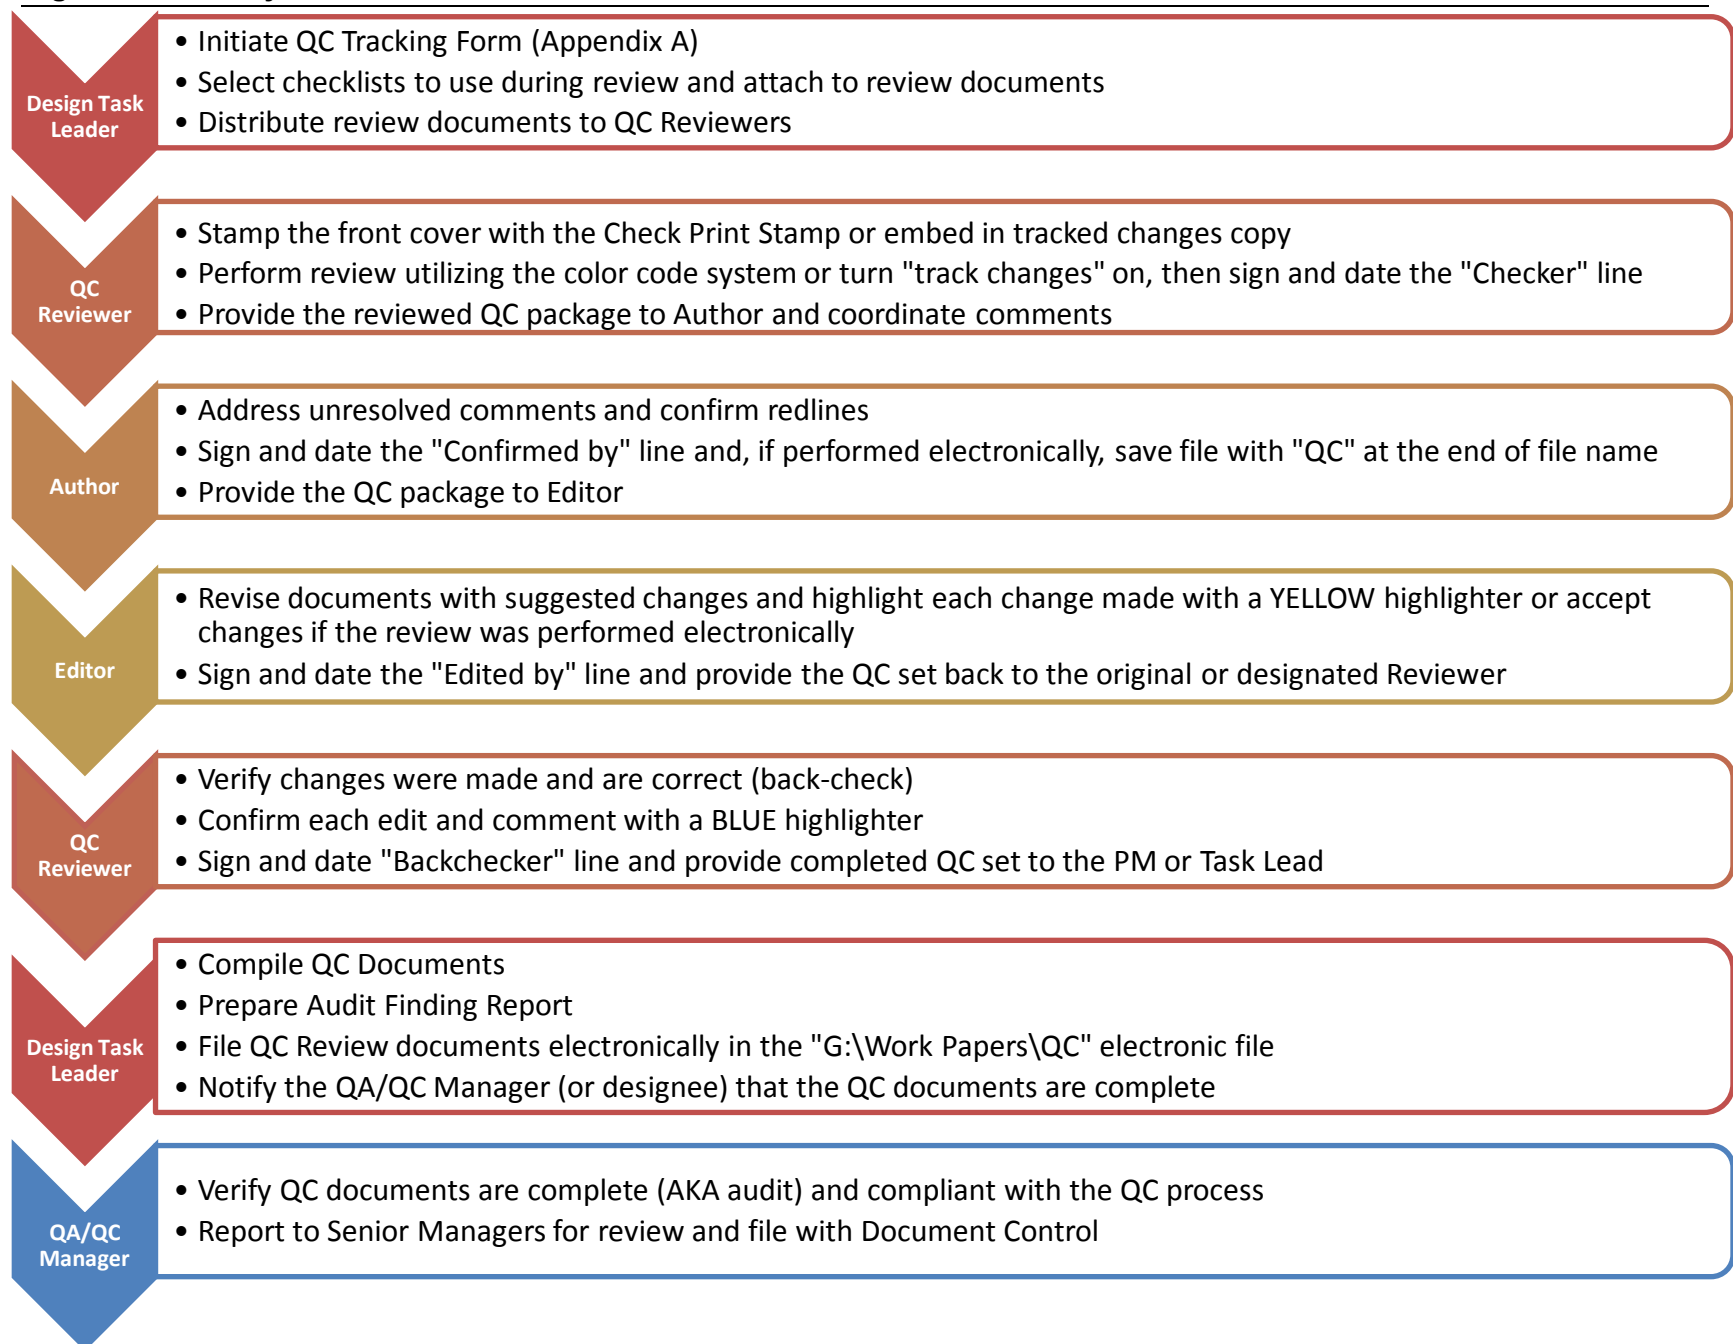 Design Task
Leader
• Initiate QC Tracking Form (Appendix A)
• Select checklists to use during review and attach to review documents
• Distribute review documents to QC Reviewers
QC
Reviewer
• Stamp the front cover with the Check Print Stamp or embed in tracked changes copy
• Perform review utilizing the color code system or turn "track changes" on, then sign and date the "Checker" line
• Provide the reviewed QC package to Author and coordinate comments
Author
• Address unresolved comments and confirm redlines
• Sign and date the "Confirmed by" line and, if performed electronically, save file with "QC" at the end of file name
• Provide the QC package to Editor
Editor
• Revise documents with suggested changes and highlight each change made with a YELLOW highlighter or accept
changes if the review was performed electronically
• Sign and date the "Edited by" line and provide the QC set back to the original or designated Reviewer
QC
Reviewer
• Verify changes were made and are correct (back-check)
• Confirm each edit and comment with a BLUE highlighter
• Sign and date "Backchecker" line and provide completed QC set to the PM or Task Lead
Design Task
Leader
• Compile QC Documents
• Prepare Audit Finding Report
• File QC Review documents electronically in the "G:\Work Papers\QC" electronic file
• Notify the QA/QC Manager (or designee) that the QC documents are complete
QA/QC
Manager
• Verify QC documents are complete (AKA audit) and compliant with the QC process
• Report to Senior Managers for review and file with Document Control